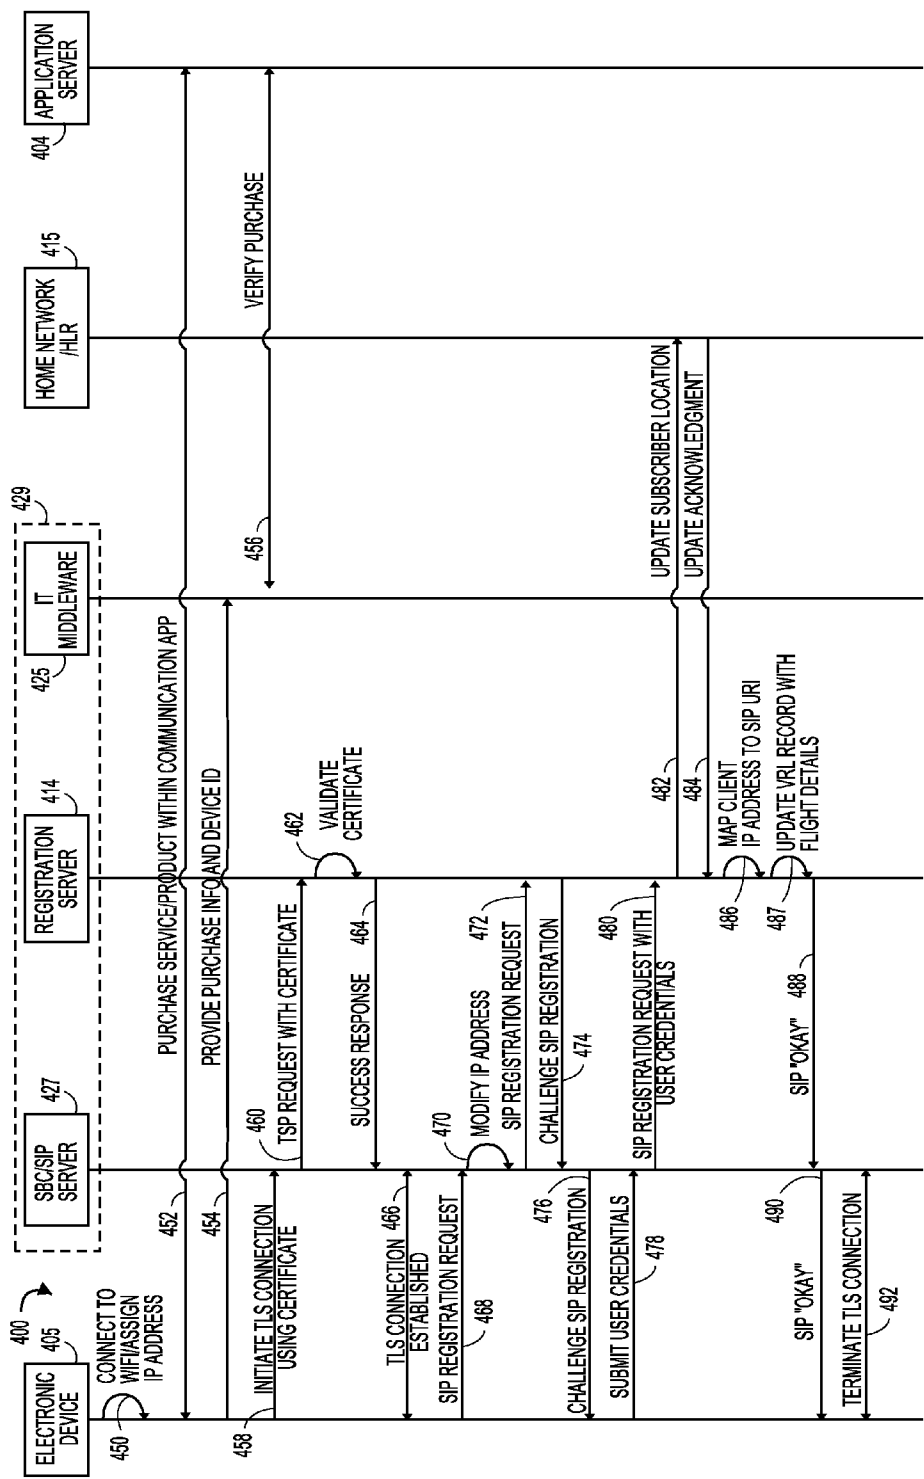 400
ELECTRONIC
DEVICE
405
SBC/SIP
SERVER
427
REGISTRATION
SERVER
414
IT
MIDDLEWARE
425
429
HOME NETWORK
/HLR
415
APPLICATION
SERVER
404
CONNECT TO
WIFI/ASSIGN
IP ADDRESS
450
PURCHASE SERVICE/PRODUCT WITHIN COMMUNICATION APP
452
PROVIDE PURCHASE INFO AND DEVICE ID
454
VERIFY PURCHASE
456
INITIATE TLS CONNECTION
USING CERTIFICATE
458
TSP REQUEST WITH CERTIFICATE
460
462
VALIDATE
CERTIFICATE
SUCCESS RESPONSE
464
TLS CONNECTION
ESTABLISHED
466
SIP REGISTRATION REQUEST
468
470
MODIFY IP ADDRESS
SIP REGISTRATION REQUEST
472
CHALLENGE SIP REGISTRATION
474
CHALLENGE SIP REGISTRATION
476
SUBMIT USER CREDENTIALS
478
SIP REGISTRATION REQUEST WITH
USER CREDENTIALS
480
UPDATE SUBSCRIBER LOCATION
482
UPDATE ACKNOWLEDGMENT
484
MAP CLIENT
IP ADDRESS TO SIP URI
486
UPDATE VRL RECORD WITH
FLIGHT DETAILS
487
SIP "OKAY"
488
SIP "OKAY"
490
TERMINATE TLS CONNECTION
492